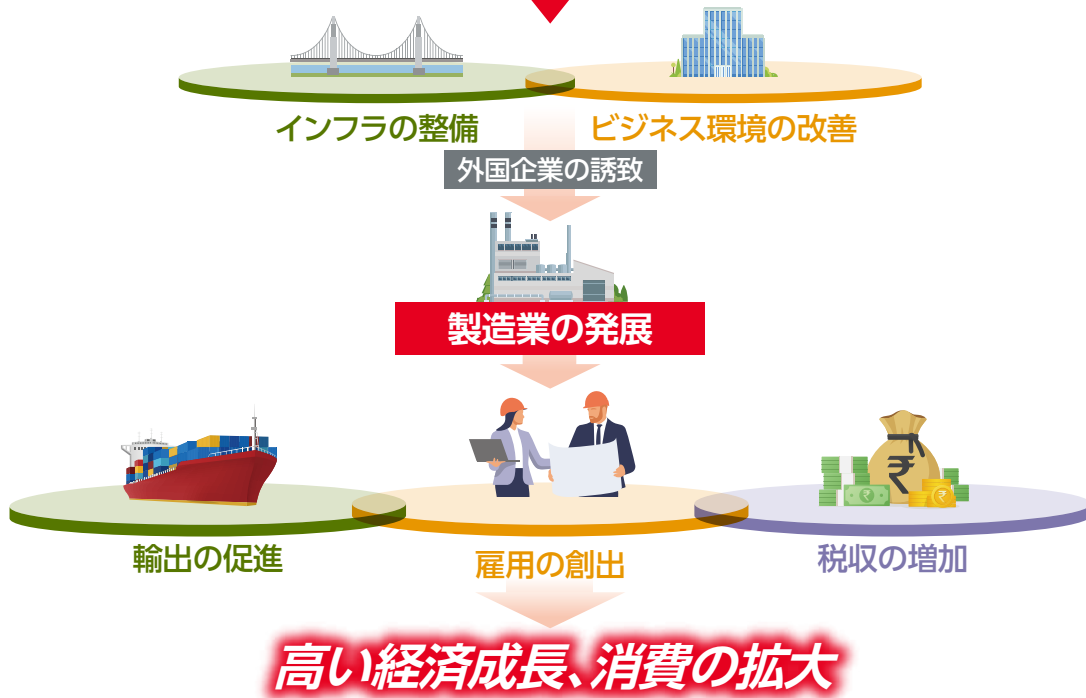 インフラの整備
ビジネス環境の改善
外国企業の誘致
製造業の発展
₹
₹
₹
輸出の促進
雇用の創出
税収の増加
高い経済成長、消費の拡大